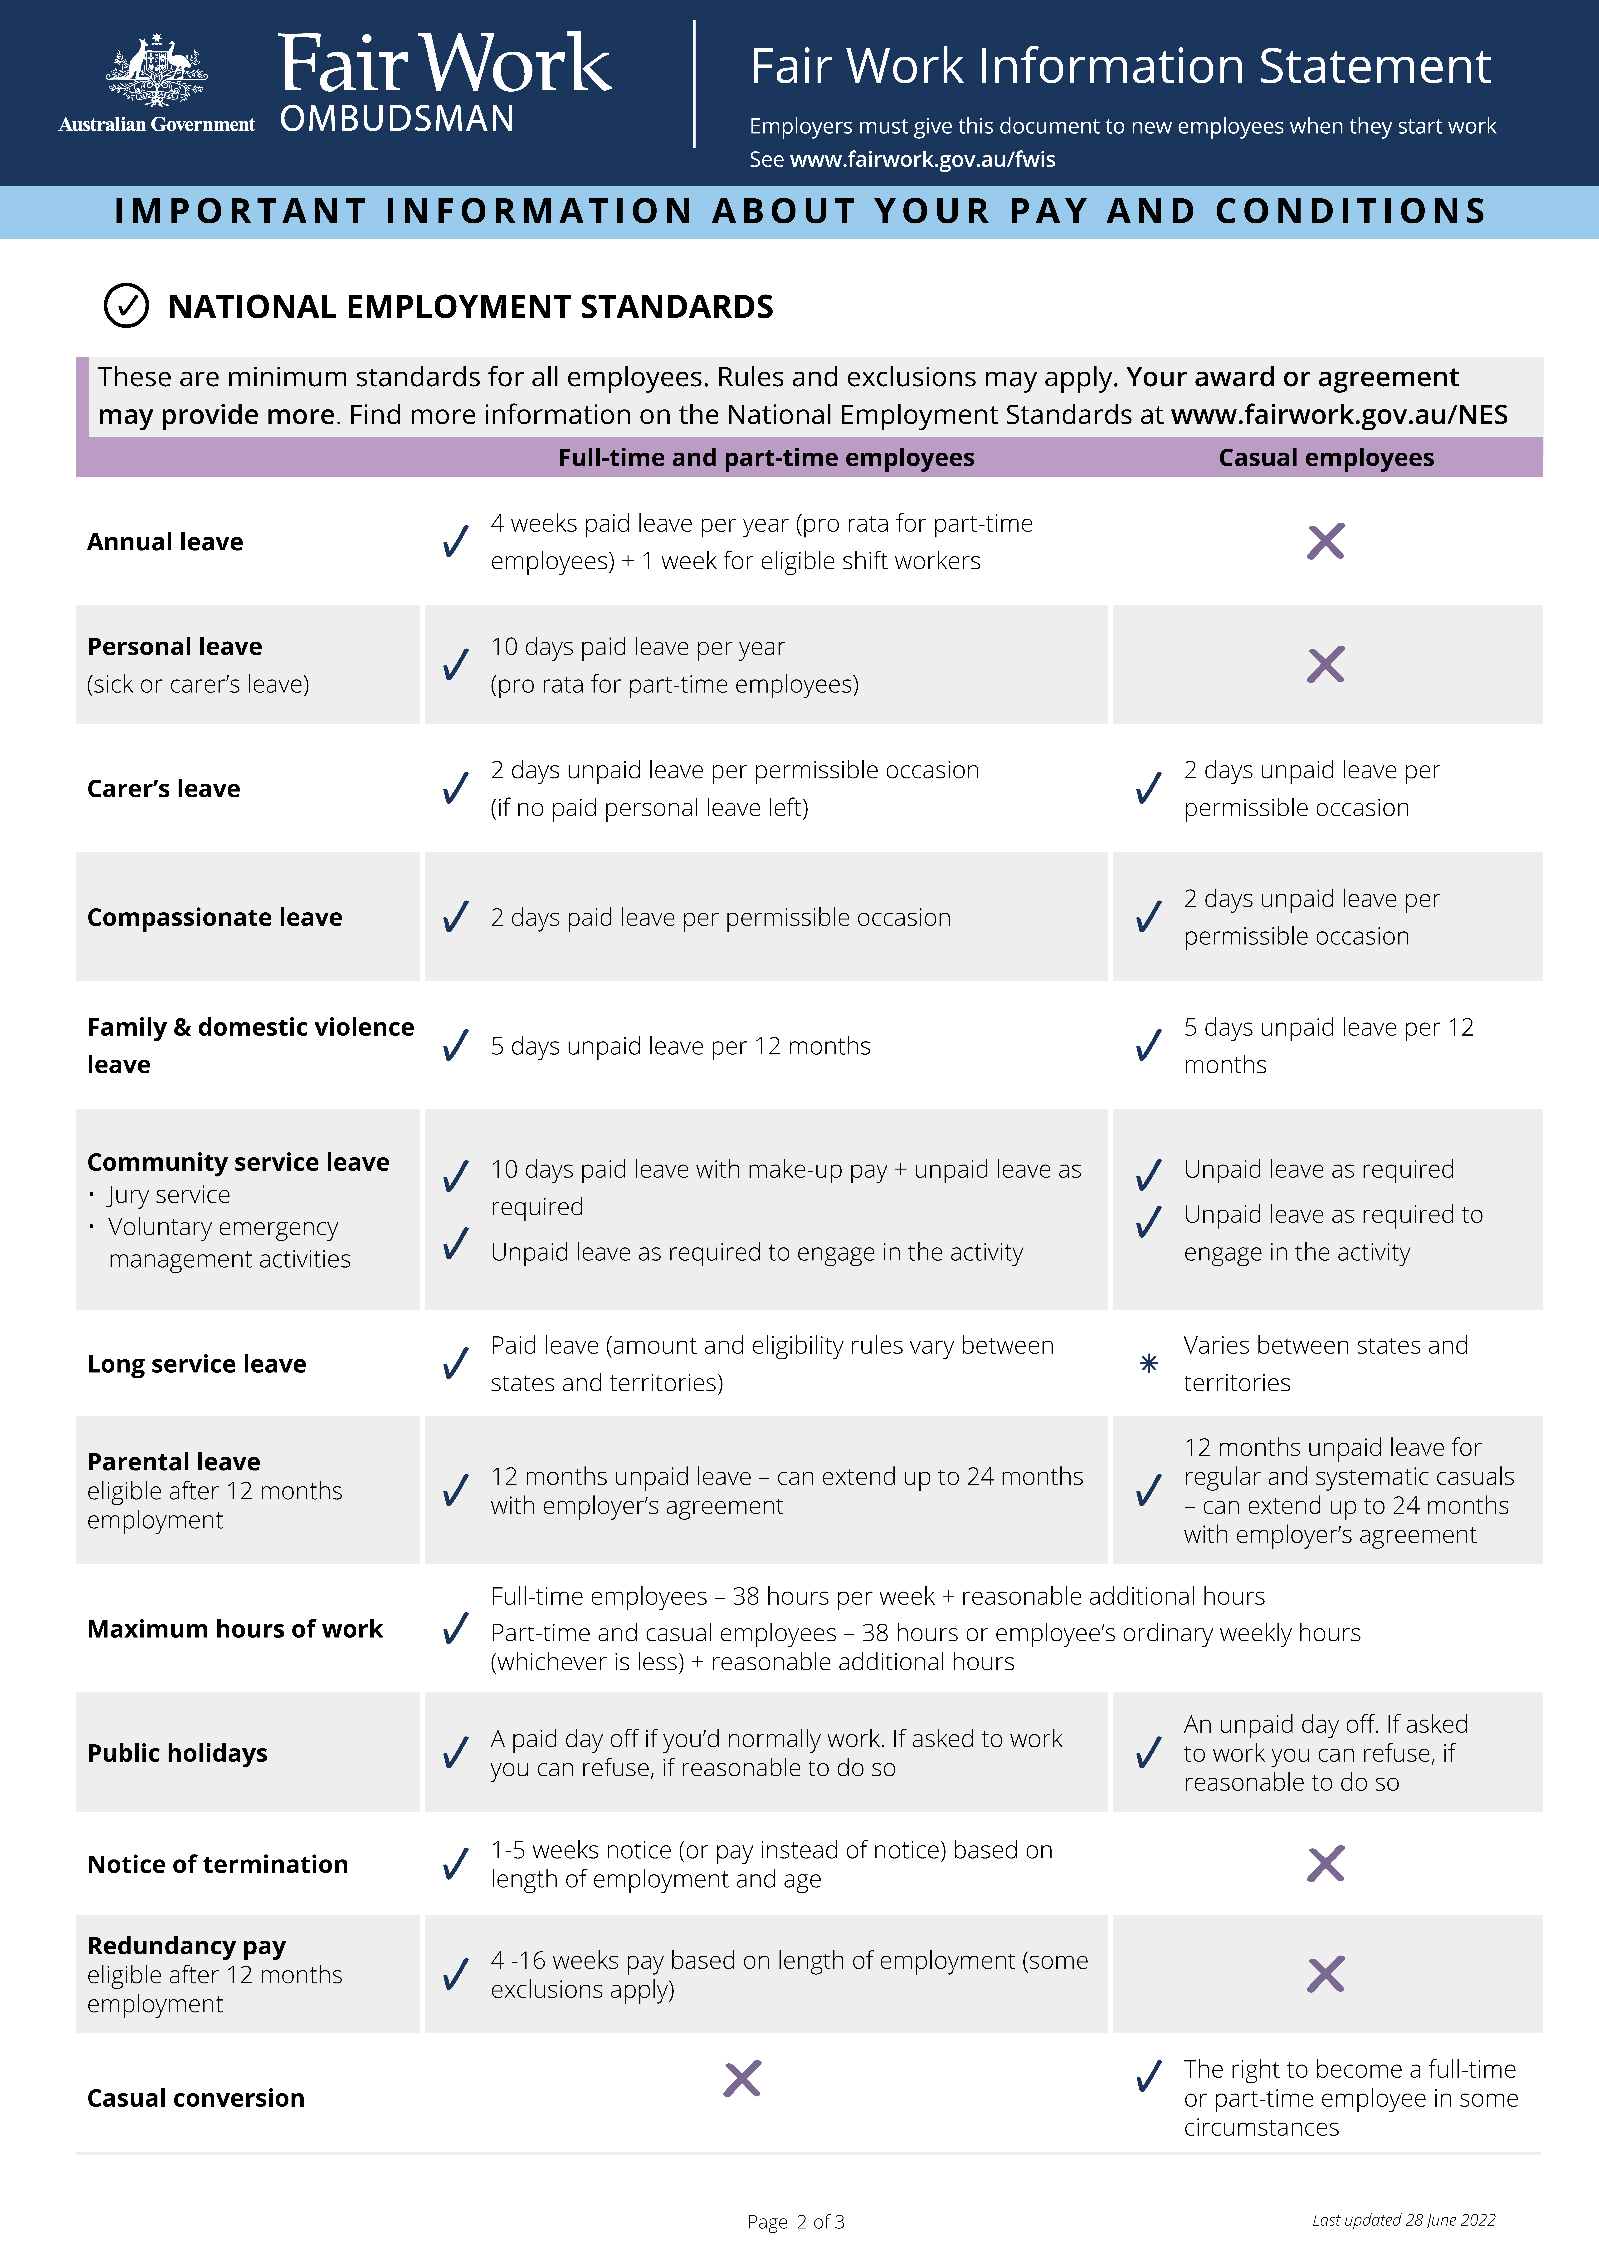 Australian Government
Fair Work
OMBUDSMAN
Fair Work Information Statement
Employers must give this document to new employees when they start work
See www.fairwork.gov.au/fwis
IMPORTANT INFORMATION ABOUT YOUR PAY AND CONDITIONS
NATIONAL EMPLOYMENT STANDARDS
These are minimum standards for all employees. Rules and exclusions may apply. Your award or agreement
may provide more. Find more information on the National Employment Standards at www.fairwork.gov.au/NES
Full-time and part-time employees
Casual employees
Annual leave
✓ 4 weeks paid leave per year (pro rata for part-time
employees) + 1 week for eligible shift workers
✕
Personal leave
(sick or carer's leave)
✓ 10 days paid leave per year
(pro rata for part-time employees)
✕
Carer's leave
✓ 2 days unpaid leave per permissible occasion
(if no paid personal leave left)
✓ 2 days unpaid leave per
permissible occasion
Compassionate leave
✓ 2 days paid leave per permissible occasion
✓ 2 days unpaid leave per
permissible occasion
Family & domestic violence
leave
✓ 5 days unpaid leave per 12 months
✓ 5 days unpaid leave per 12
months
Community service leave
• Jury service
• Voluntary emergency
management activities
✓ 10 days paid leave with make-up pay + unpaid leave as
required
✓ Unpaid leave as required to engage in the activity
✓ Unpaid leave as required
✓ Unpaid leave as required to
engage in the activity
Long service leave
✓ Paid leave (amount and eligibility rules vary between
states and territories)
✳ Varies between states and
territories
Parental leave
eligible after 12 months
employment
✓ 12 months unpaid leave – can extend up to 24 months
with employer's agreement
✓ 12 months unpaid leave for
regular and systematic casuals
– can extend up to 24 months
with employer's agreement
Maximum hours of work
✓ Full-time employees – 38 hours per week + reasonable additional hours
Part-time and casual employees – 38 hours or employee's ordinary weekly hours
(whichever is less) + reasonable additional hours
Public holidays
✓ A paid day off if you'd normally work. If asked to work
you can refuse, if reasonable to do so
✓ An unpaid day off. If asked
to work you can refuse, if
reasonable to do so
Notice of termination
✓ 1-5 weeks notice (or pay instead of notice) based on
length of employment and age
✕
Redundancy pay
eligible after 12 months
employment
✓ 4 -16 weeks pay based on length of employment (some
exclusions apply)
✕
Casual conversion
✕
✓ The right to become a full-time
or part-time employee in some
circumstances
Page 2 of 3
Last updated 28 June 2022